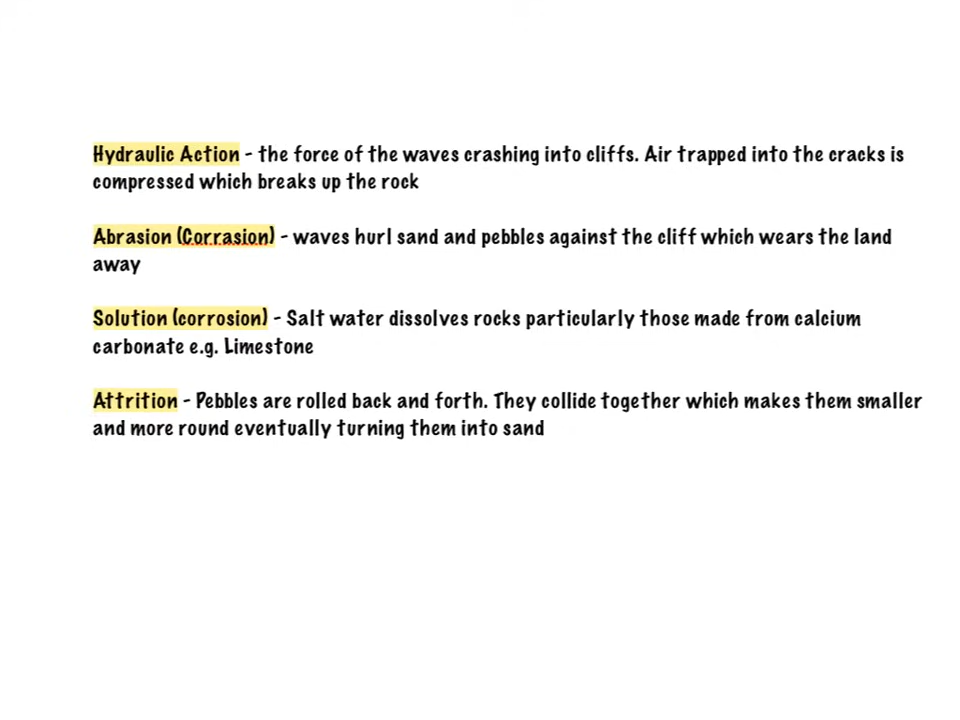 Hydraulic Action - the force of the waves crashing into cliffs. Air trapped into the cracks is
compressed which breaks up the rock
Abrasion (Corrasion) - waves hurl sand and pebbles against the cliff which wears the land
away
Solution (corrosion) - Salt water dissolves rocks particularly those made from calcium
carbonate e.g. Limestone
Attrition - Pebbles are rolled back and forth. They collide together which makes them smaller
and more round eventually turning them into sand